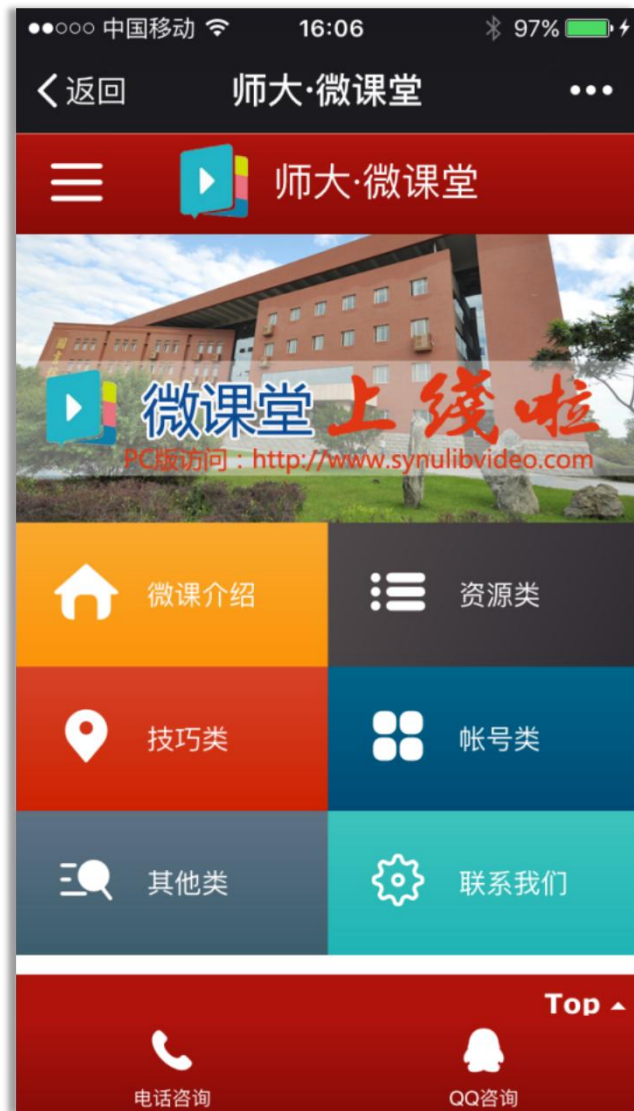 中国移动 16:06 97%
返回 师大·微课堂
师大·微课堂
微课堂上线啦
PC版访问：http://www.synulibvideo.com
微课介绍 资源类
技巧类 帐号类
其他类 联系我们
Top
电话咨询 QQ咨询